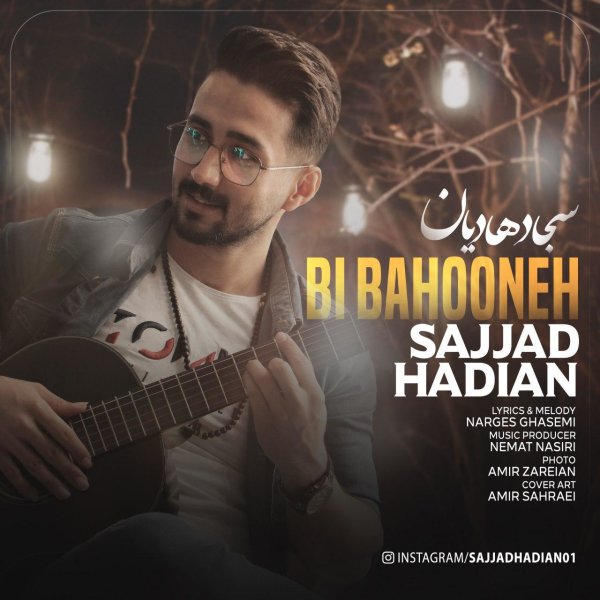 سجاد هادیان
BI BAHOONEH
SAJJAD
HADIAN
LYRICS & MELODY
NARGES GHASEMI
MUSIC PRODUCER
NEMAT NASIRI
PHOTO
AMIR ZAREIAN
COVER ART
AMIR SAHRAEI
INSTAGRAM/SAJJADHADIAN01